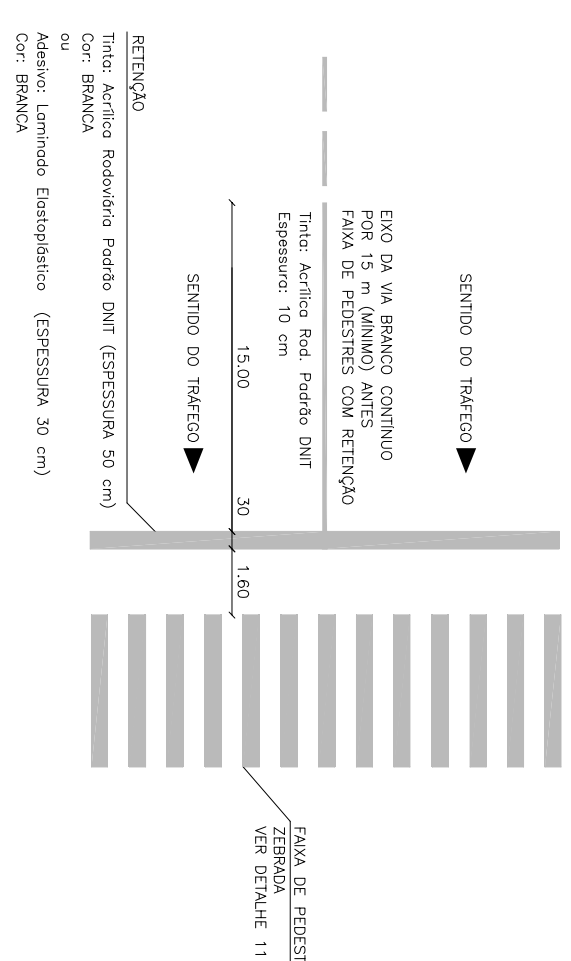 SENTIDO DO TRÁFEGO
EIXO DA VIA BRANCO CONTÍNUO
POR 15 m (MÍNIMO) ANTES
FAIXA DE PEDESTRES COM RETENÇÃO
Tinta: Acrílica Rod. Padrão DNIT
Espessura: 10 cm
15.00
30
1.60
SENTIDO DO TRÁFEGO
RETENÇÃO
Tinta: Acrílica Rodoviária Padrão DNIT (ESPESSURA 50 cm)
Cor: BRANCA
ou
Adesivo: Laminado Elastoplástico (ESPESSURA 30 cm)
Cor: BRANCA
FAIXA DE PEDEST
ZEBRADA
VER DETALHE 11